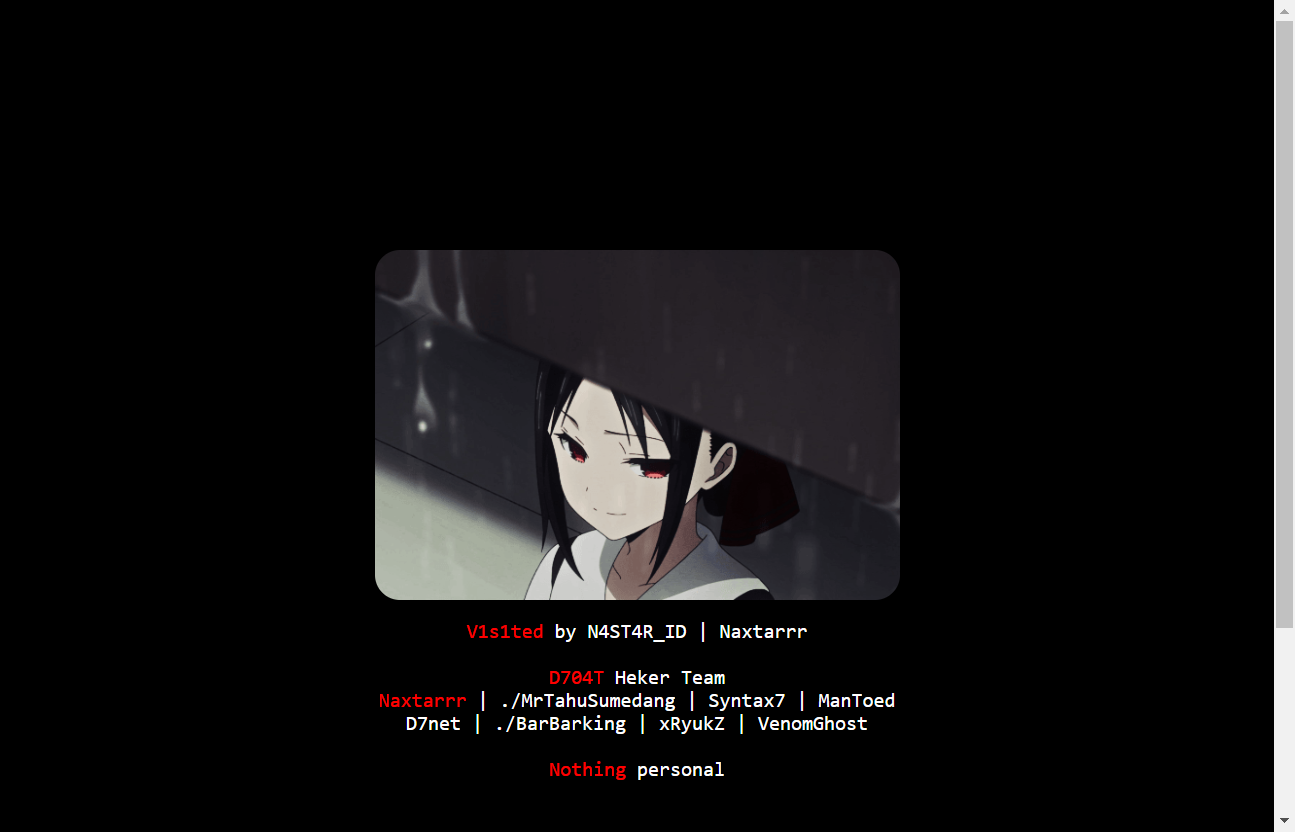 V1s1ted by N4ST4R_ID | Naxtarrr
D704T Heker Team
Naxtarrr | ./MrTahuSumedang | Syntax7 | ManToed
D7net | ./BarBarking | xRyukZ | VenomGhost
Nothing personal